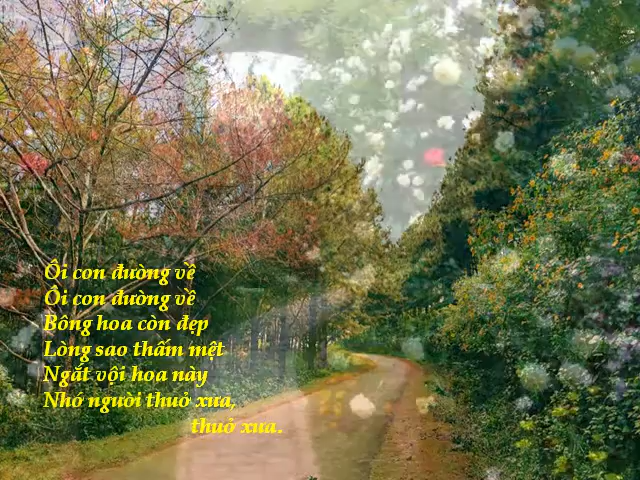 Ôi con đường về
Ôi con đường về
Bông hoa còn đẹp
Lòng sao thấm mệt
Ngắt vội hoa này
Nhớ người thuở xưa,
thuở xưa.